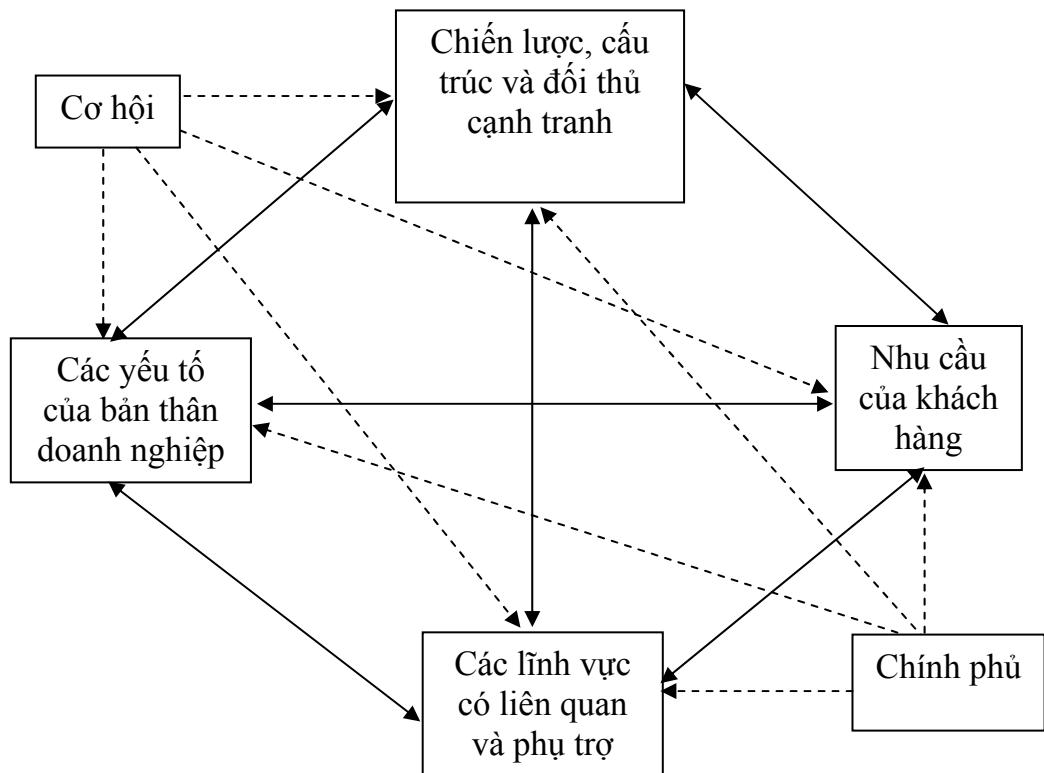 Chiến lược, cấu
trúc và đối thủ
cạnh tranh
Cơ hội
Các yếu tố
của bản thân
doanh nghiệp
Nhu cầu
của khách
hàng
Các lĩnh vực
có liên quan
và phụ trợ
Chính phủ